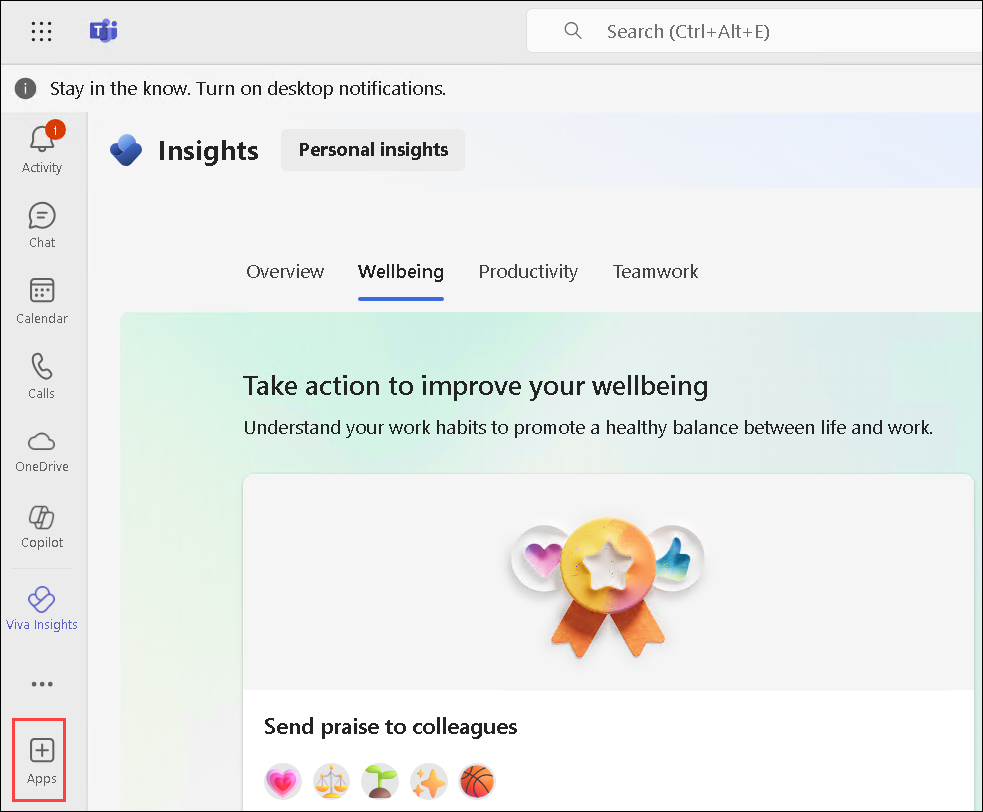 Search (Ctrl+Alt+E)
Stay in the know. Turn on desktop notifications.
1
Activity
Chat
Calendar
Calls
OneDrive
Copilot
Viva Insights
Apps
Insights
Personal insights
Overview
Wellbeing
Productivity
Teamwork
Take action to improve your wellbeing
Understand your work habits to promote a healthy balance between life and work.
Send praise to colleagues